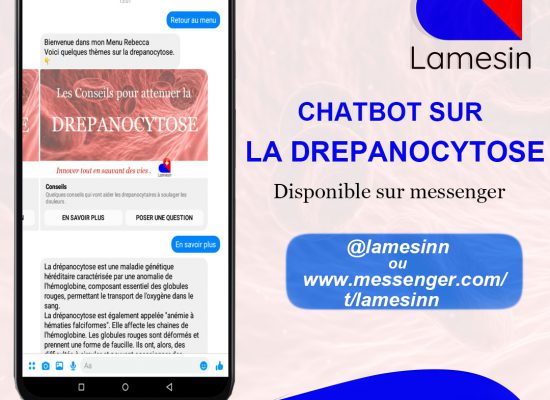 Retour au menu
Bienvenue dans mon Menu Rebecca
Voici quelques thèmes sur la drepanocytose.
Les Conseils pour attenuer la
DREPANOCYTOSE
Innover tout en sauvant des vies..
Conseils
Quelques conseils qui vont aider les drepanocytaires à soulager les
douleurs.
EN SAVOIR PLUS
POSER UNE QUESTION
En savoir plus
La drépanocytose est une maladie génétique
héréditaire caractérisée par une anomalie de
l'hémoglobine, composant essentiel des globules
rouges, permettant le transport de l'oxygène dans le
sang.
La drépanocytose est également appelée "anémie à
hématies falciformes". Elle affecte les chaines de
l'hémoglobine. Les globules rouges sont déformés et
prennent une forme de faucille. Ils ont, alors, des
Aa
Lamesin
CHATBOT SUR
LA DREPANOCYTOSE
Disponible sur messenger
@lamesinn
ou
www.messenger.com/
t/lamesinn